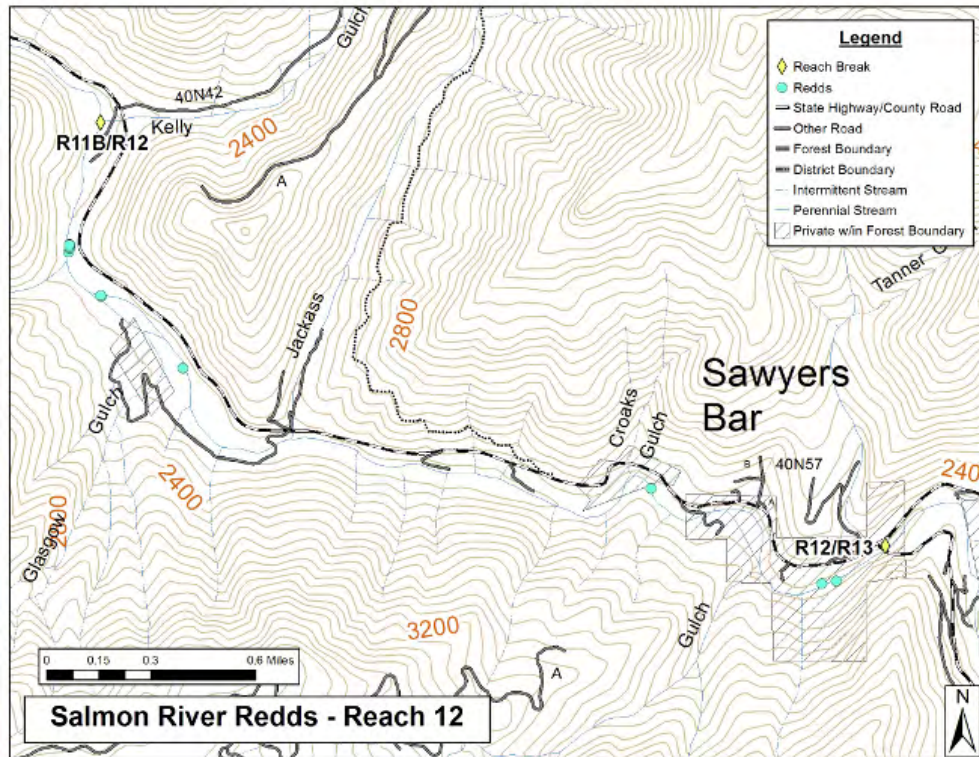 Legend
Reach Break
Redds
State Highway/County Road
Other Road
Forest Boundary
District Boundary
Intermittent Stream
Perennial Stream
Private w/in Forest Boundary
Gulch
40N42
Kelly
R11B/R12
2400
A
Tanner
2800
Jackass
Sawyers
Bar
Croaks
Gulch
B
40N57
A
240
Gulch
2400
R12/R13
Glasgow
Gulch
3200
A
0 0.15 0.3 0.6 Miles
Salmon River Redds - Reach 12
N